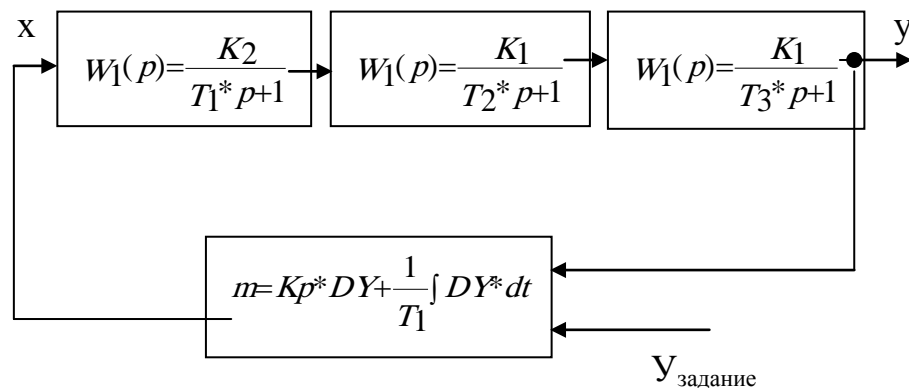 x
W1(p)=K2/(T1*p+1)
W1(p)=K1/(T2*p+1)
W1(p)=K1/(T3*p+1)
y
m=Kp*DY+1/T1∫DY*dt
Узадание